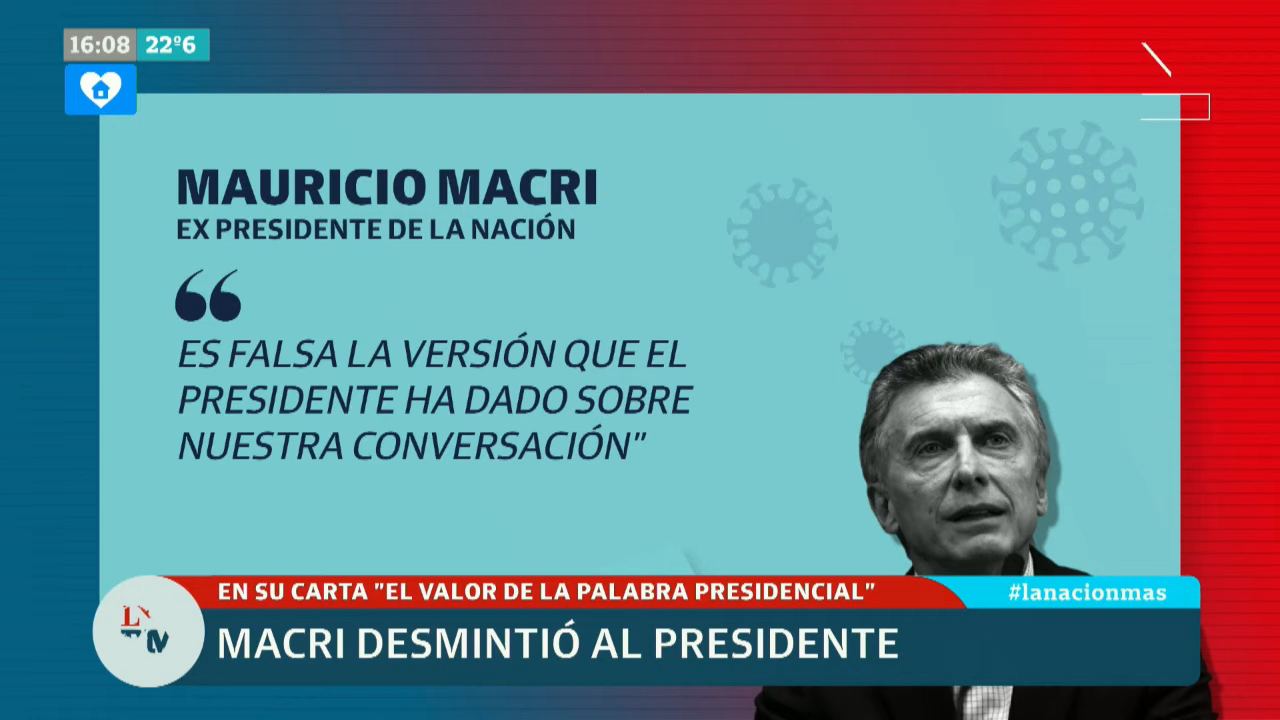 16:08 22º6
MAURICIO MACRI
EX PRESIDENTE DE LA NACIÓN
“
ES FALSA LA VERSIÓN QUE EL
PRESIDENTE HA DADO SOBRE
NUESTRA CONVERSACIÓN"
EN SU CARTA "EL VALOR DE LA PALABRA PRESIDENCIAL"
#lanacionmas
MACRI DESMINTIÓ AL PRESIDENTE